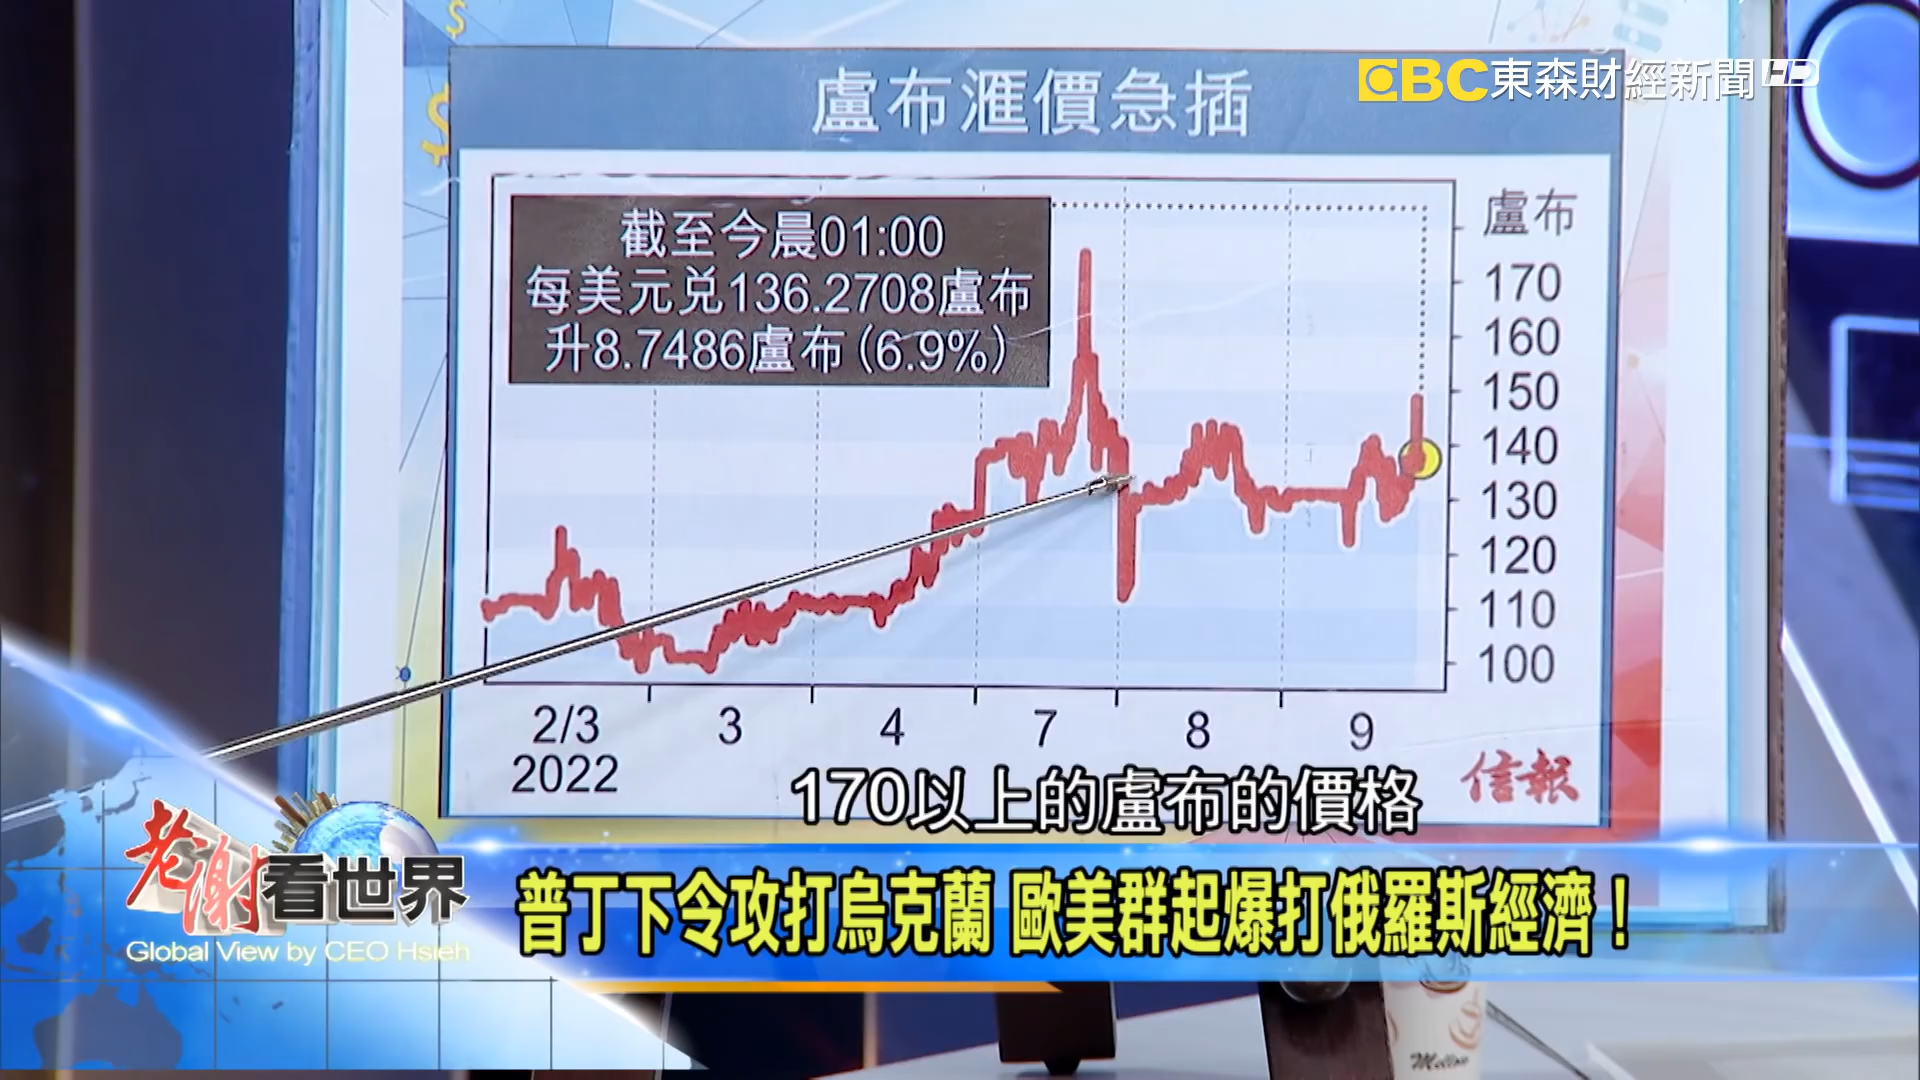 EBC東森財經新聞HD
盧布滙價急插
截至今晨01:00
每美元兌136.2708盧布
升8.7486盧布(6.9%)
盧布
170
160
150
140
130
120
110
100
2/3 3 4 7 8 9
2022
信報
170以上的盧布的價格
老謝看世界
Global View by CEO Hsieh
普丁下令攻打烏克蘭 歐美群起爆打俄羅斯經濟！
Mellow